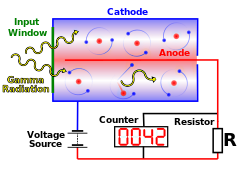 Cathode
Input
Window
Anode
Gamma
Radiation
Counter
Resistor
0042
R
Voltage
Source